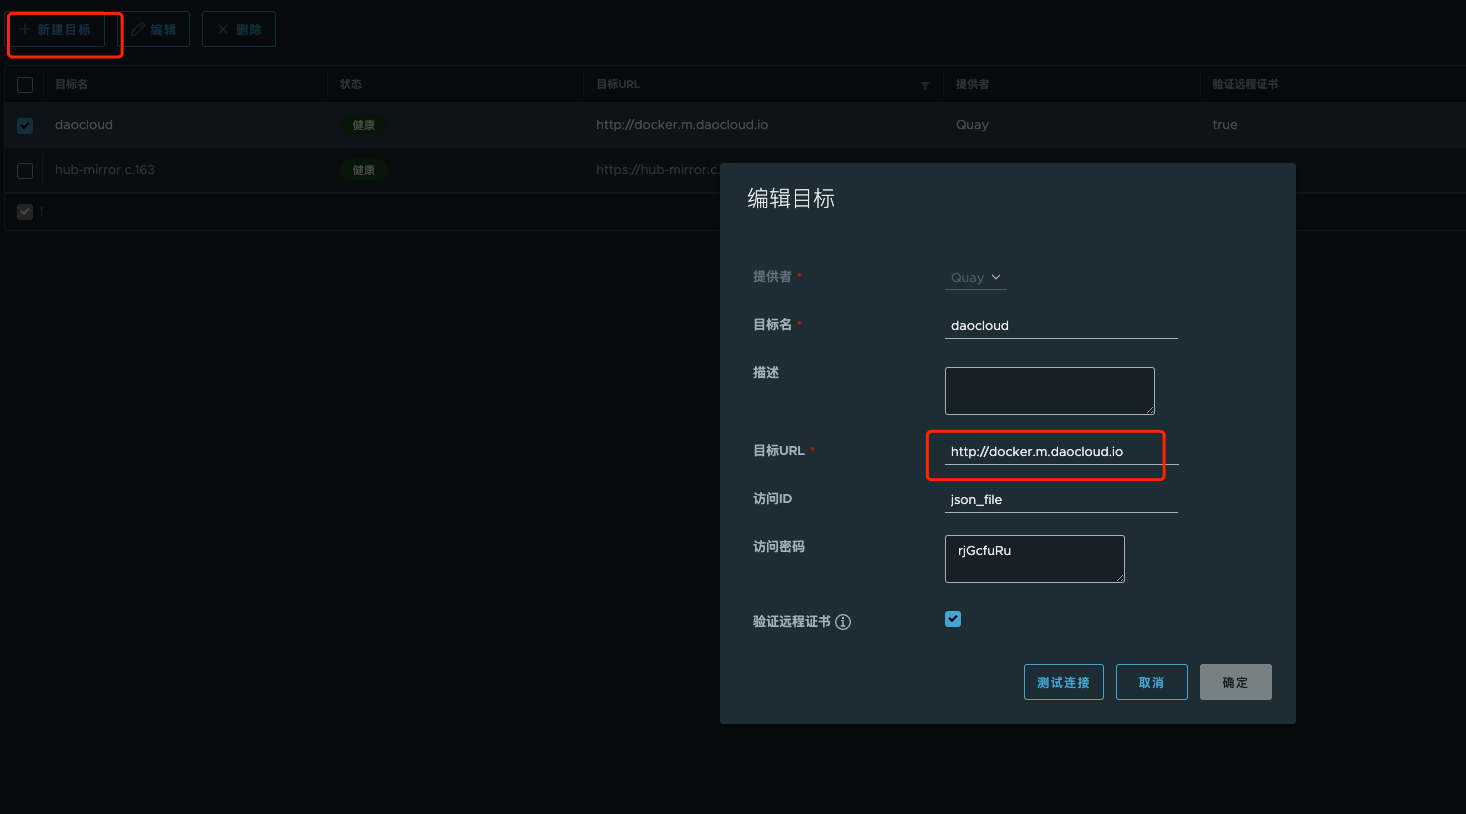 新建目标 编辑 删除
目标名 状态 目标URL 提供者 验证远程证书
daocloud 健康 http://docker.m.daocloud.io Quay true
hub-mirror.c.163 健康 https://hub-mirror.c.
1
编辑目标
提供者 * Quay
目标名 * daocloud
描述
目标URL * http://docker.m.daocloud.io
访问ID json_file
访问密码 rjGcfuRu
验证远程证书
测试连接 取消 确定